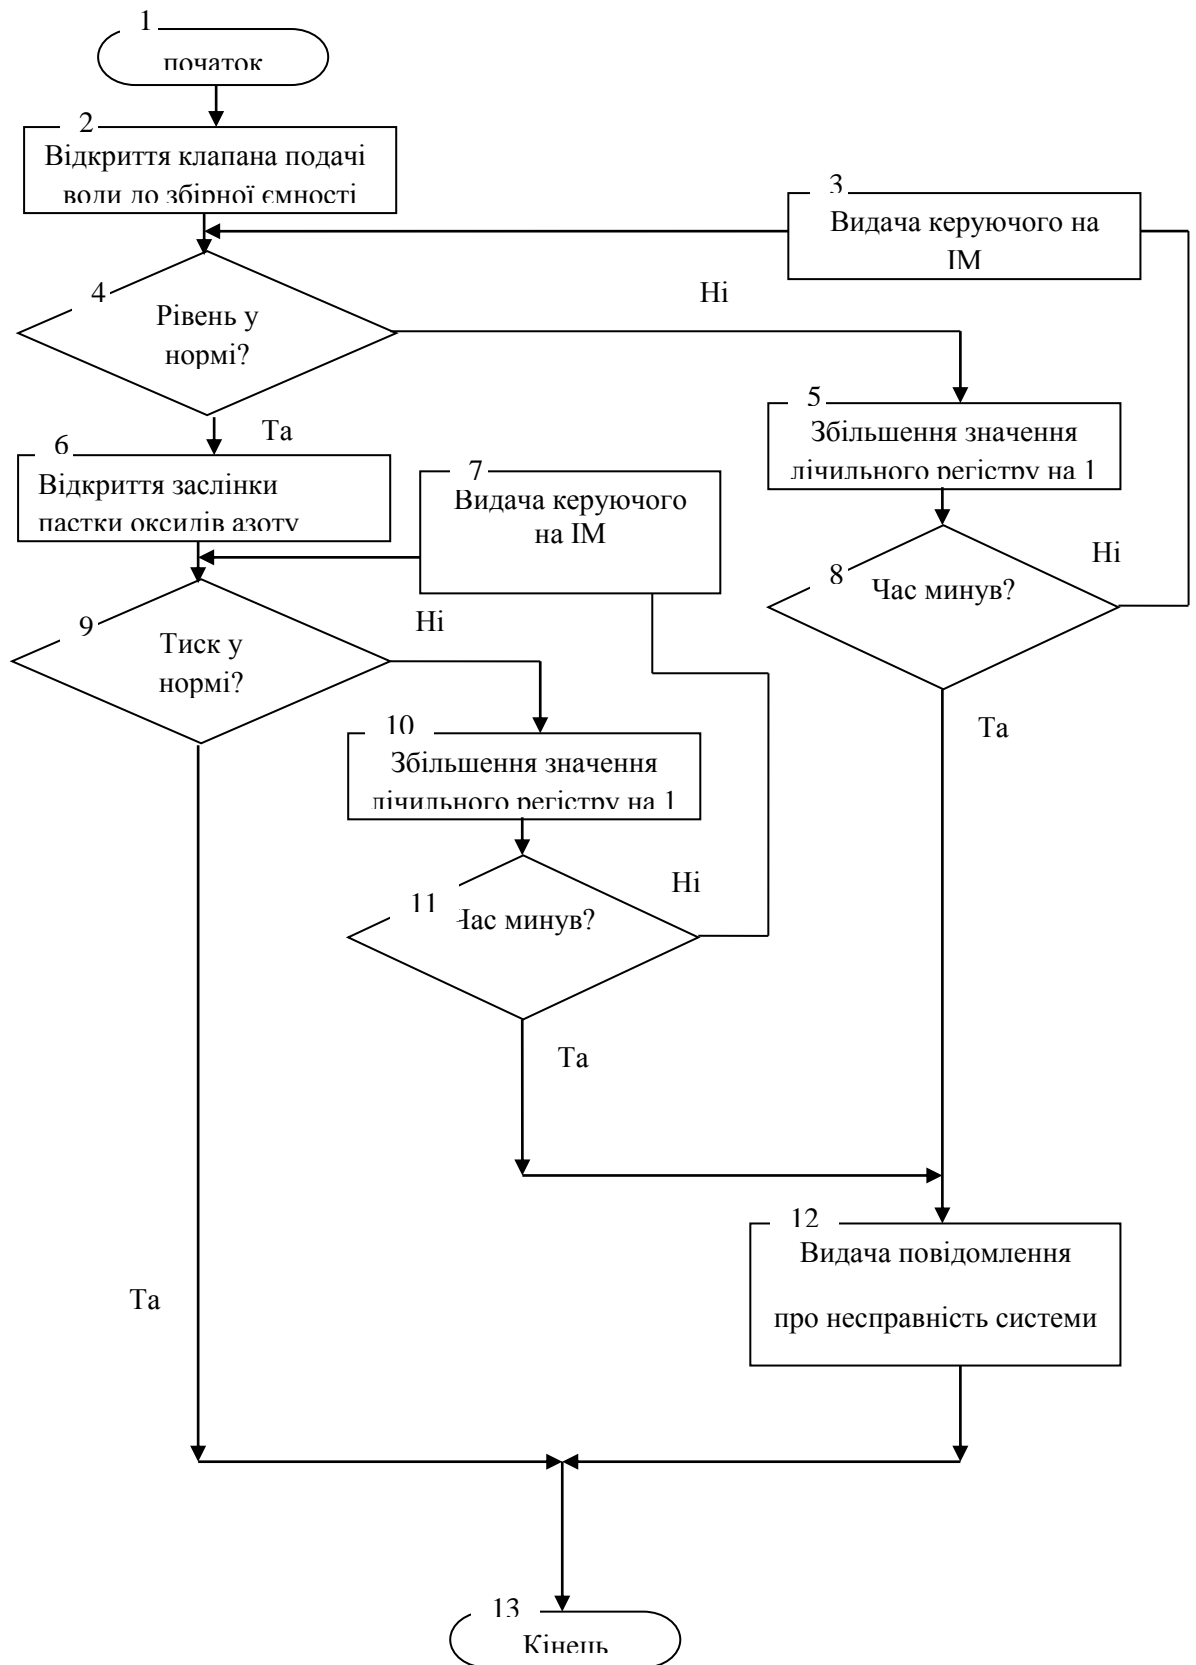 1
початок
2
Відкриття клапана подачі
води до збірної ємності
3
Видача керуючого на
ІМ
4
Рівень у
нормі?
Ні
Та
5
Збільшення значення
лічильного регістру на 1
6
Відкриття заслінки
пастки оксидів азоту
7
Видача керуючого
на ІМ
8
Час минув?
Ні
Та
9
Тиск у
нормі?
Ні
10
Збільшення значення
лічильного регістру на 1
11
Час минув?
Ні
Та
12
Видача повідомлення
про несправність системи
Та
13
Кінець